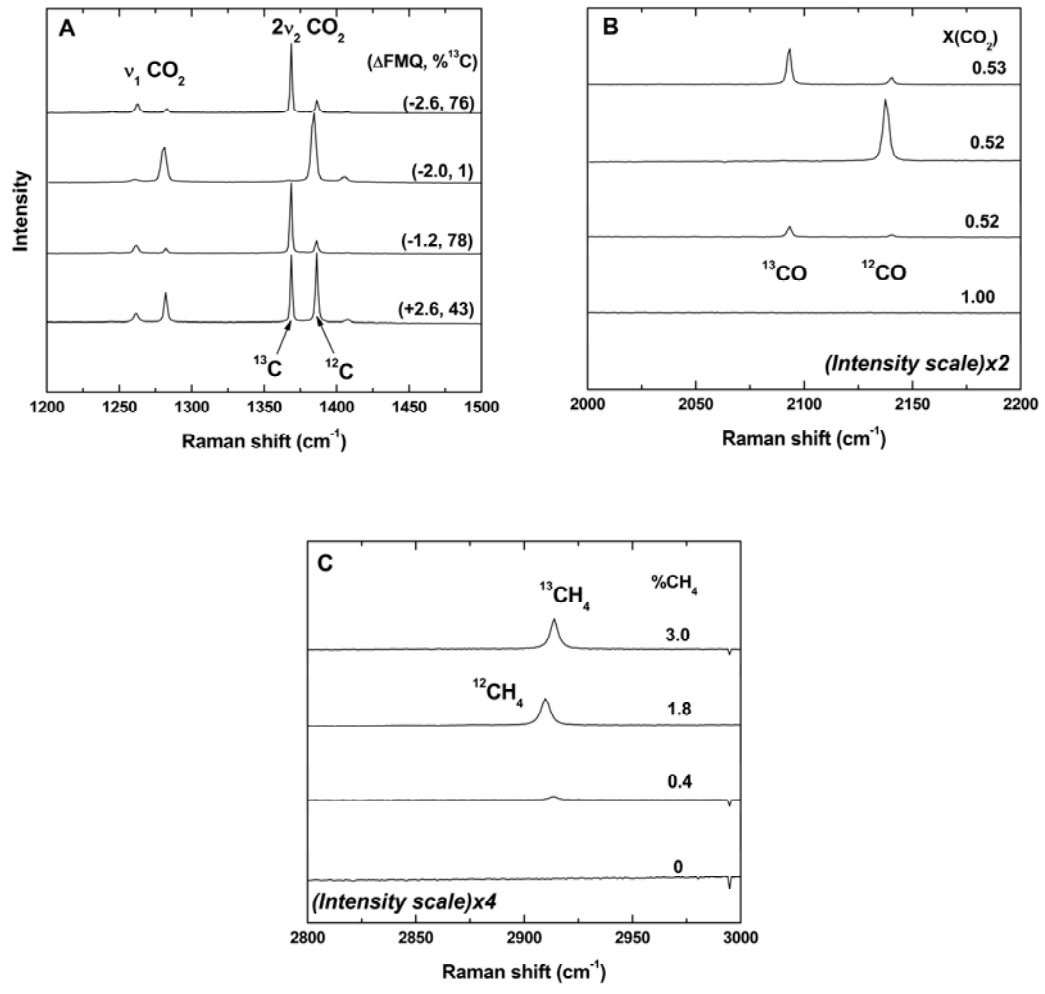 A
2ν₂ CO₂
ν₁ CO₂
(ΔFMQ, %¹³C)
(-2.6, 76)
(-2.0, 1)
(-1.2, 78)
(+2.6, 43)
¹³C
¹²C
Intensity
1200 1250 1300 1350 1400 1450 1500
Raman shift (cm⁻¹)
B
X(CO₂)
0.53
0.52
0.52
¹³CO
¹²CO
1.00
(Intensity scale)x2
2000 2050 2100 2150 2200
Raman shift (cm⁻¹)
C
¹³CH₄
%CH₄
3.0
¹²CH₄
1.8
0.4
0
(Intensity scale)x4
2800 2850 2900 2950 3000
Raman shift (cm⁻¹)